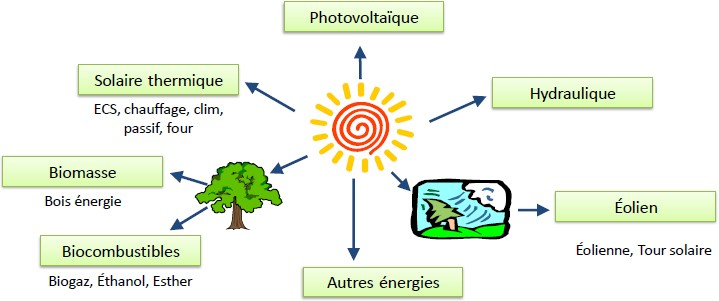 Photovoltaïque
Solaire thermique
ECS, chauffage, clim,
passif, four
Hydraulique
Biomasse
Bois énergie
Éolien
Éolienne, Tour solaire
Biocombustibles
Biogaz, Éthanol, Esther
Autres énergies